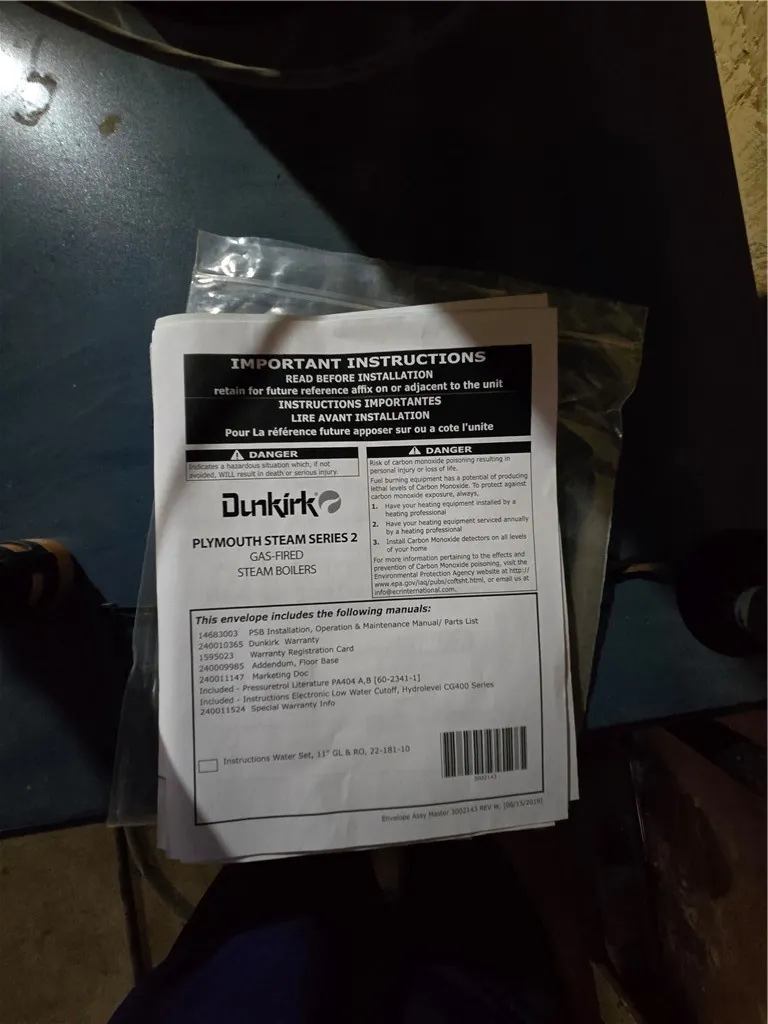 IMPORTANT INSTRUCTIONS
READ BEFORE INSTALLATION
retain for future reference affix on or adjacent to the unit
INSTRUCTIONS IMPORTANTES
LIRE AVANT INSTALLATION
Pour La référence future apposer sur ou a cote l'unite
DANGER
Indicates a hazardous situation which, if not
avoided, WILL result in death or serious injury.
Dunkirk
PLYMOUTH STEAM SERIES 2
GAS-FIRED
STEAM BOILERS
DANGER
Risk of carbon monoxide poisoning resulting in
personal injury or loss of life.
Fuel burning equipment has a potential of producing
lethal levels of Carbon Monoxide. To protect against
carbon monoxide exposure, always,
1. Have your heating equipment installed by a
heating professional
2. Have your heating equipment serviced annually
by a heating professional
3. Install Carbon Monoxide detectors on all levels
of your home
For more information pertaining to the effects and
prevention of Carbon Monoxide poisoning, visit the
Environmental Protection Agency website at http://
www.epa.gov/iaq/pubs/coftsht.html, or email us at
info@ecrinternational.com.
This envelope includes the following manuals:
14683003 PSB Installation, Operation & Maintenance Manual/ Parts List
240010365 Dunkirk Warranty
1595023 Warranty Registration Card
240009985 Addendum, Floor Base
240011147 Marketing Doc
Included - Pressuretrol Literature PA404 A,B [60-2341-1]
Included - Instructions Electronic Low Water Cutoff, Hydrolevel CG400 Series
240011524 Special Warranty Info
Instructions Water Set, 11" GL & RO, 22-181-10
3002143
Envelope Assy Master 3002143 REV W, [08/15/2019]